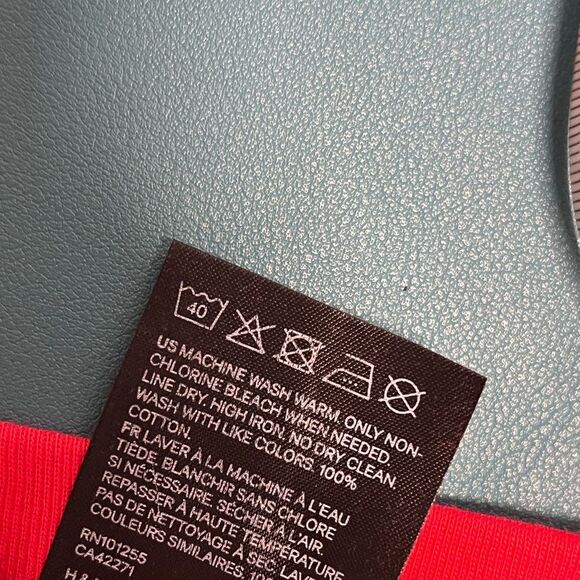 40
US MACHINE WASH WARM. ONLY NON-
CHLORINE BLEACH WHEN NEEDED
LINE DRY. HIGH IRON. NO DRY CLEAN.
WASH WITH LIKE COLORS. 100%
COTTON.
FR LAVER À LA MACHINE À L'EAU
TIÈDE. BLANCHIR SANS CHLORE
SI NÉCESSAIRE. SÉCHER À L'AIR.
REPASSER À HAUTE TEMPÉRATURE
PAS DE NETTOYAGE À SEC. LAVER
COULEURS SIMILAIRES. 10
RN101255
CA42271
H &